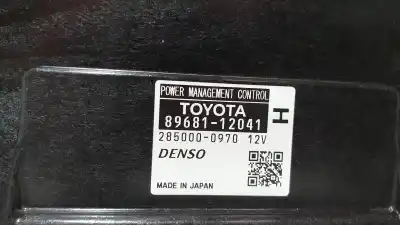 POWER MANAGEMENT CONTROL
TOYOTA
89681-12041
H
285000-0970 12V
DENSO
MADE IN JAPAN